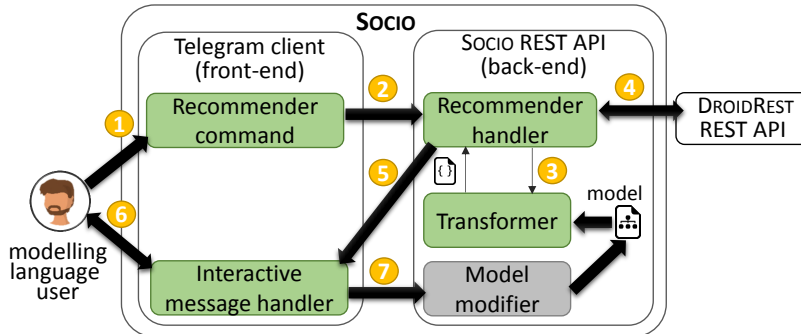 SOCIO
Telegram client
(front-end)
SOCIO REST API
(back-end)
1
2
4
Recommender
command
Recommender
handler
DROIDREST
REST API
5
{}
3
model
6
Transformer
modelling
language
user
Interactive
message handler
7
Model
modifier